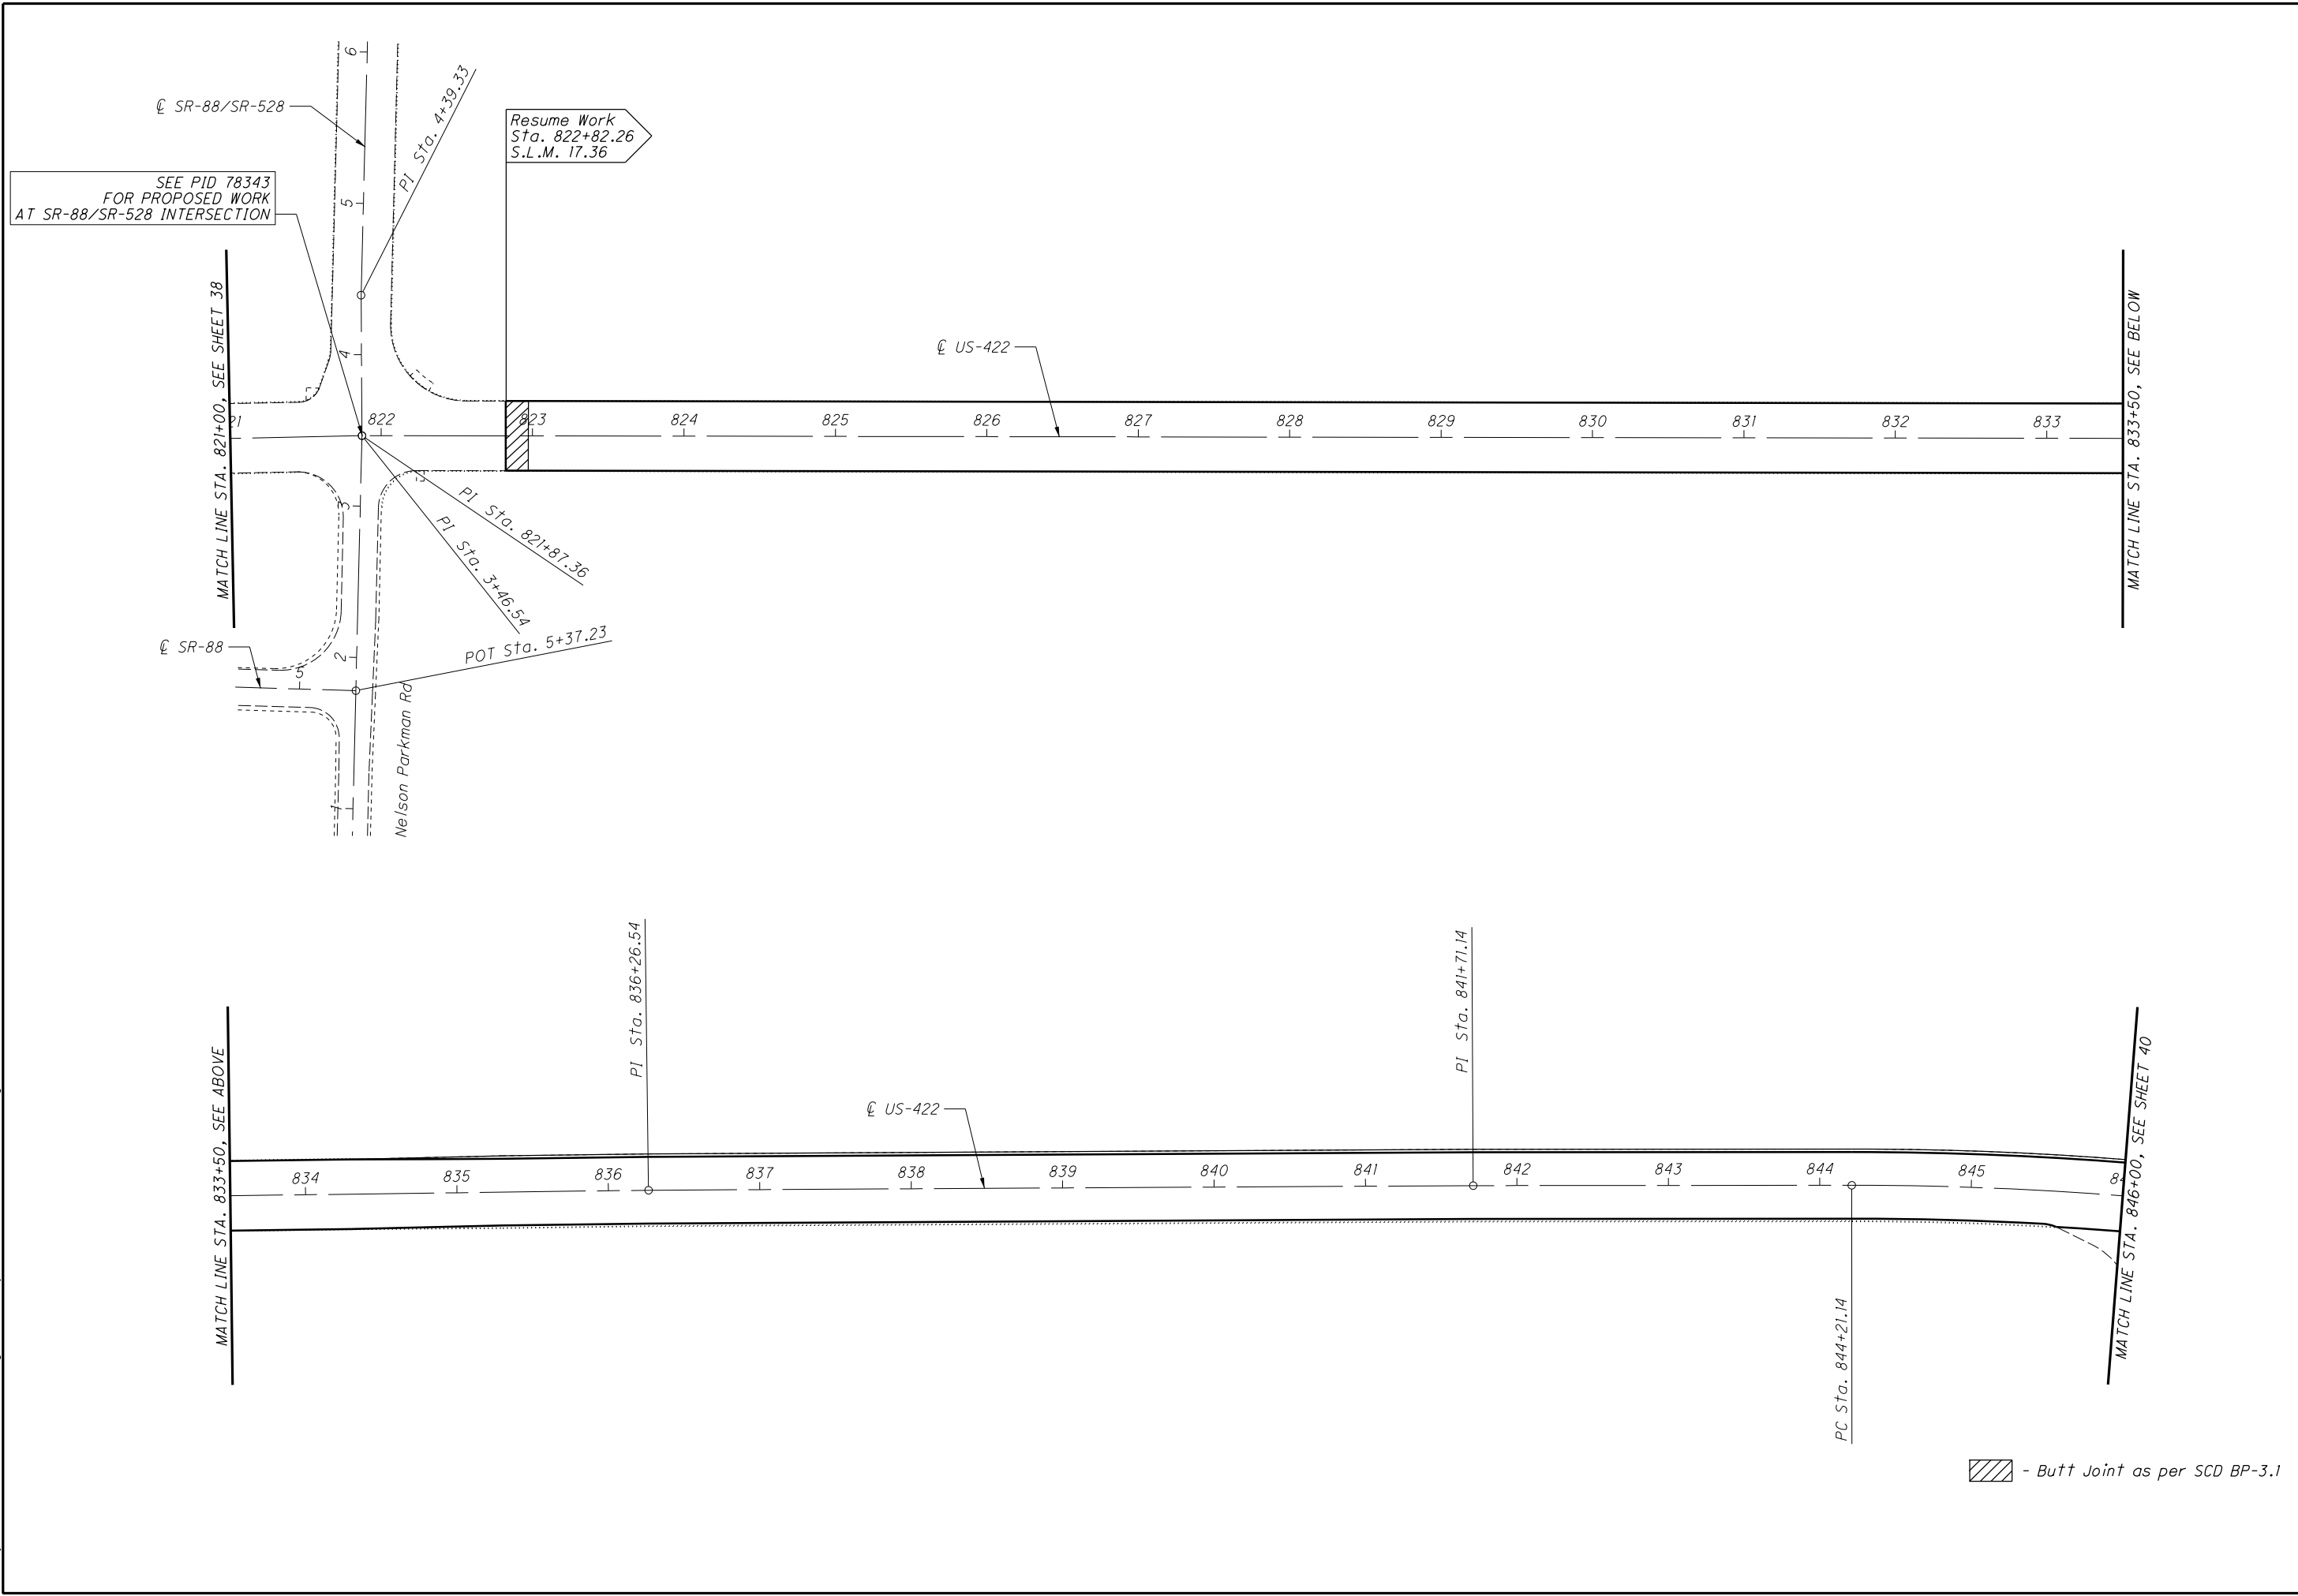 6
℄ SR-88/SR-528
PI Sta. 4+39.33
Resume Work
Sta. 822+82.26
S.L.M. 17.36
SEE PID 78343
FOR PROPOSED WORK
AT SR-88/SR-528 INTERSECTION
5
MATCH LINE STA. 821+00, SEE SHEET 38
4
℄ US-422
MATCH LINE STA. 833+50, SEE BELOW
21 822 823 824 825 826 827 828 829 830 831 832 833
3
PI Sta. 821+87.36
PI Sta. 3+46.54
POT Sta. 5+37.23
℄ SR-88
2
5
Nelson Parkman Rd
1
PI Sta. 836+26.54
PI Sta. 841+71.14
MATCH LINE STA. 833+50, SEE ABOVE
℄ US-422
MATCH LINE STA. 846+00, SEE SHEET 40
834 835 836 837 838 839 840 841 842 843 844 845 84
PC Sta. 844+21.14
- Butt Joint as per SCD BP-3.1